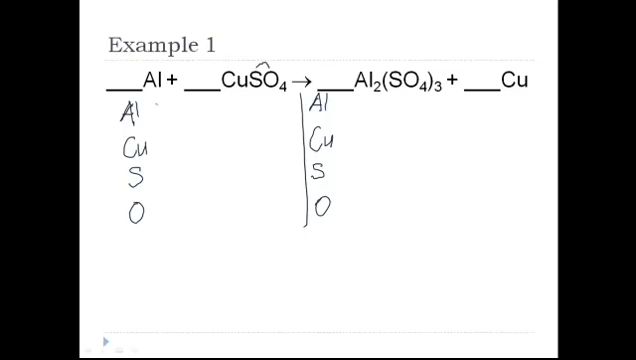 Example 1
___Al + ___CuSO₄ → ___Al₂(SO₄)₃ + ___Cu
Al Al
Cu Cu
S S
O O